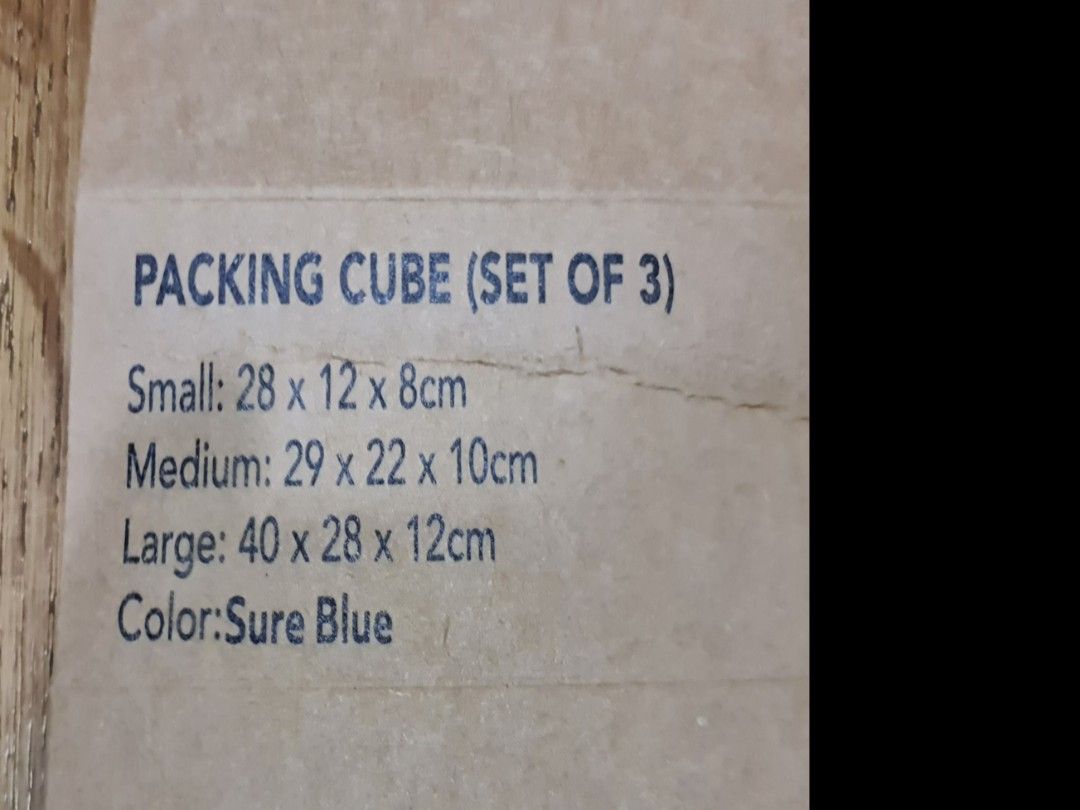 PACKING CUBE (SET OF 3)
Small: 28 x 12 x 8cm
Medium: 29 x 22 x 10cm
Large: 40 x 28 x 12cm
Color:Sure Blue